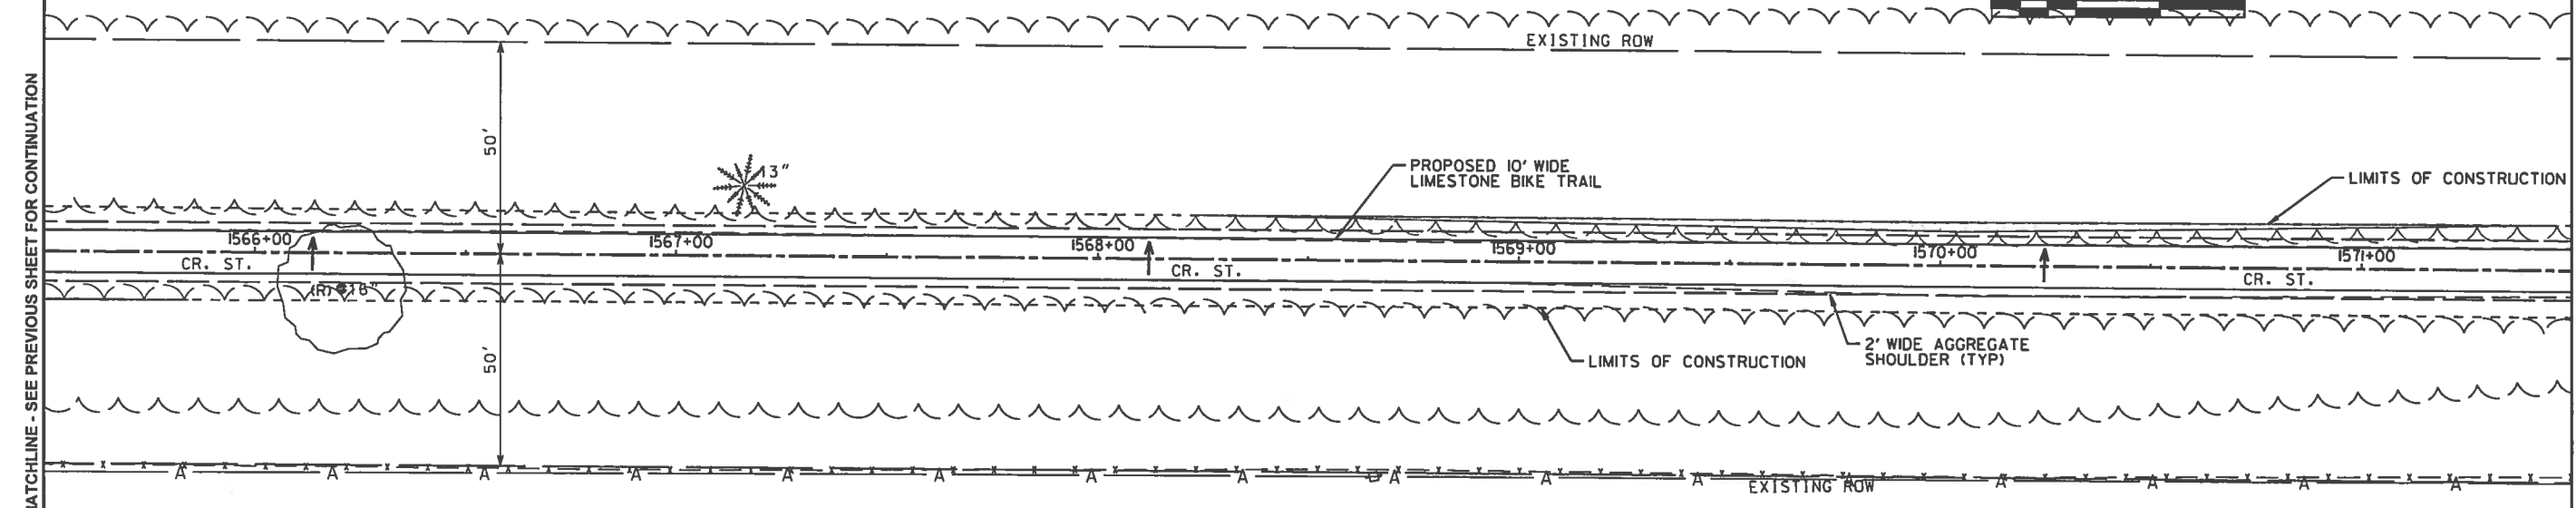 MATCHLINE - SEE PREVIOUS SHEET FOR CONTINUATION
EXISTING ROW
50'
13"
PROPOSED 10' WIDE
LIMESTONE BIKE TRAIL
LIMITS OF CONSTRUCTION
1566+00
1567+00
1568+00
1569+00
1570+00
1571+00
CR. ST.
CR. ST.
CR. ST.
(R) 16"
50'
LIMITS OF CONSTRUCTION
2' WIDE AGGREGATE
SHOULDER (TYP)
A A A A A A A A A A A A A A A
EXISTING ROW